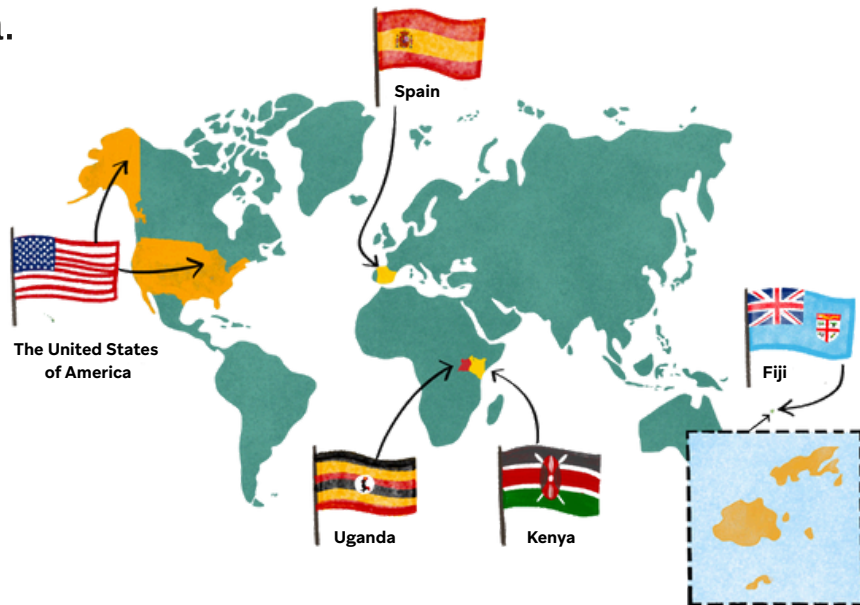 Spain
The United States
of America
Fiji
Uganda
Kenya